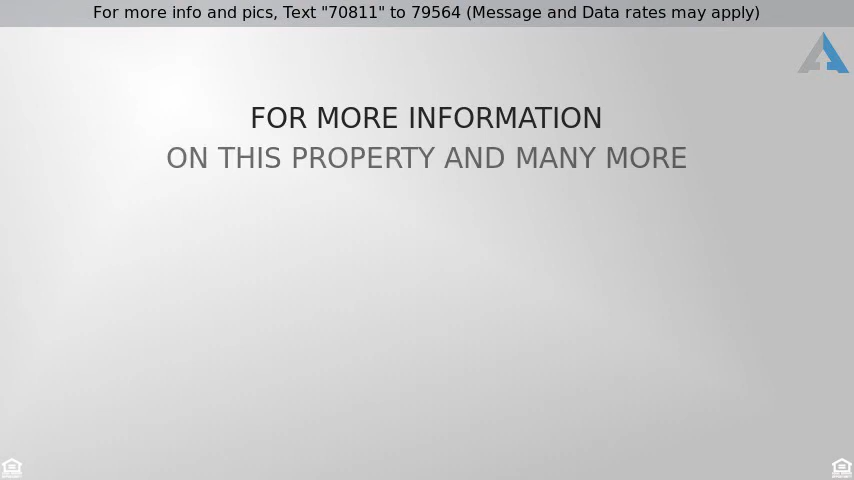 For more info and pics, Text "70811" to 79564 (Message and Data rates may apply)
FOR MORE INFORMATION
ON THIS PROPERTY AND MANY MORE